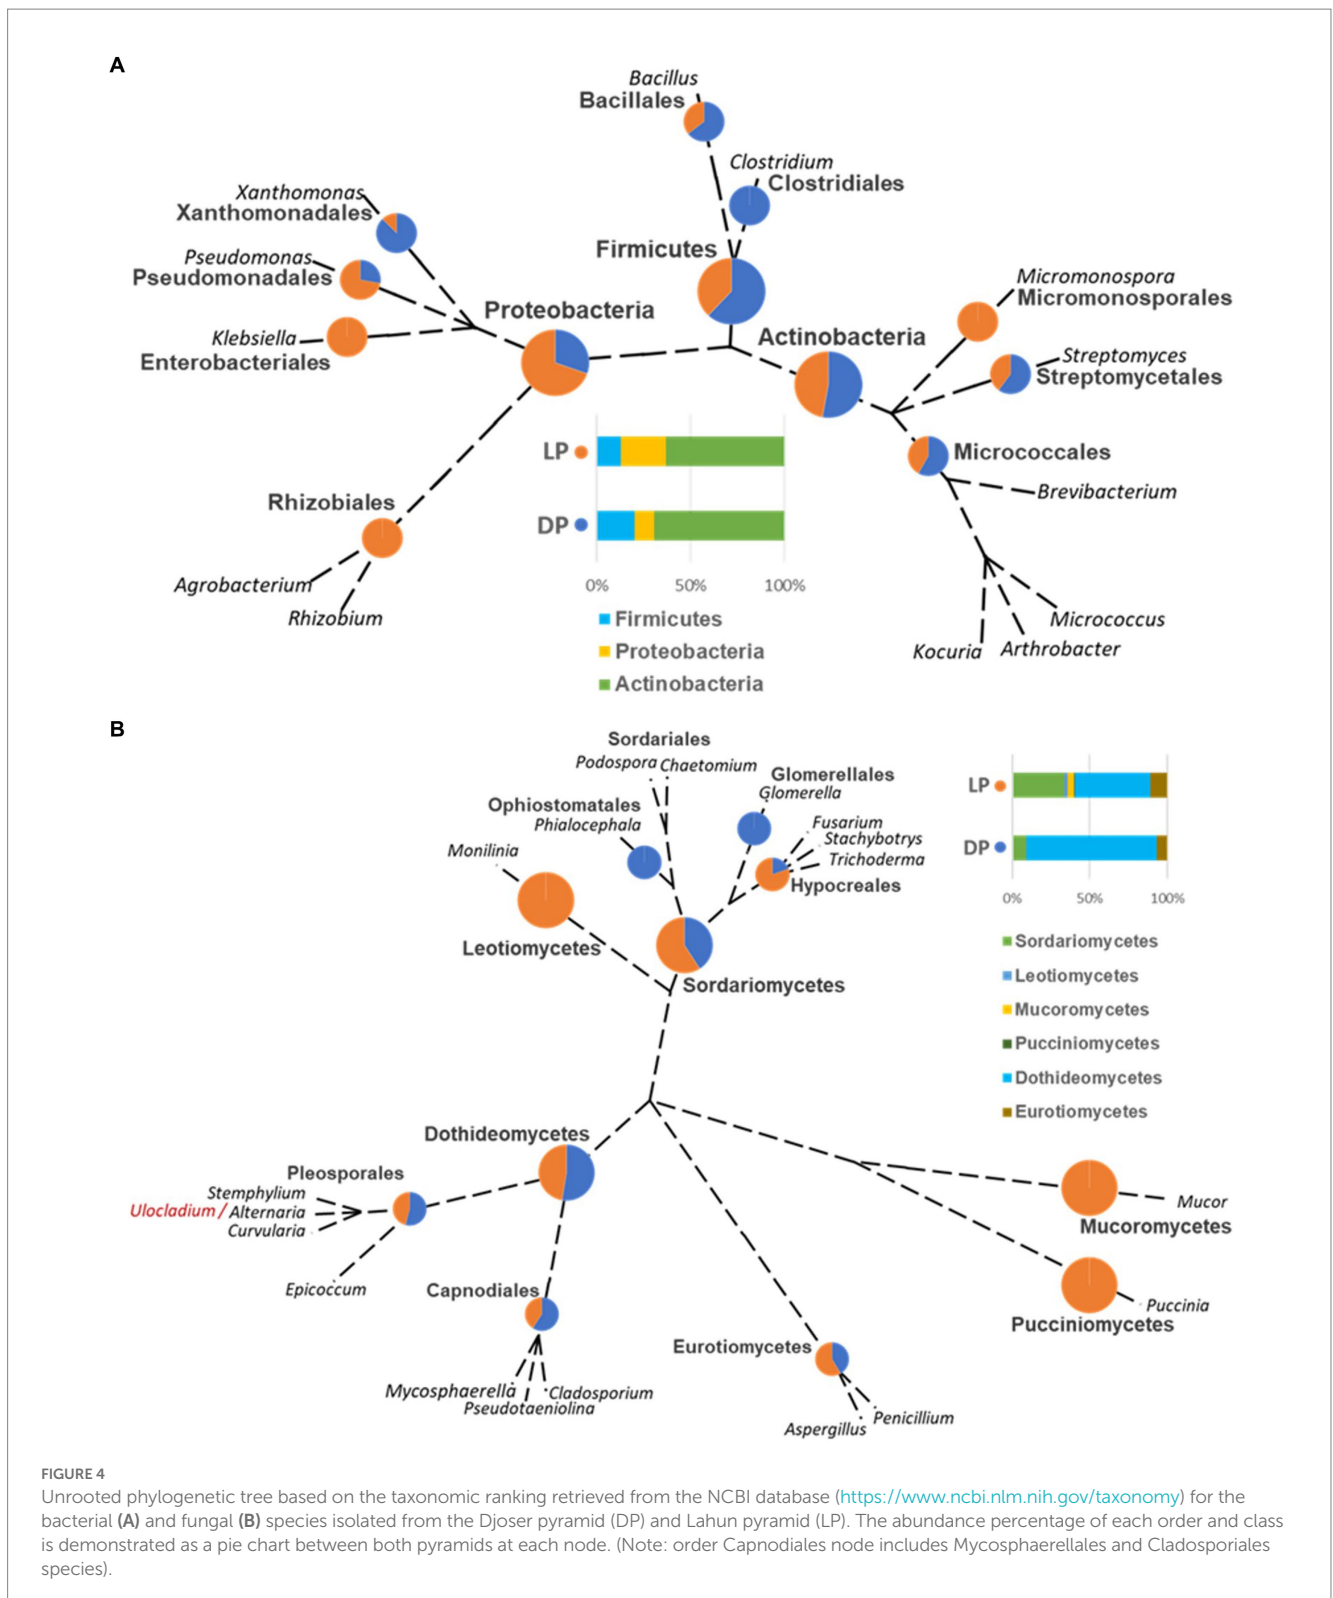 A
Bacillus
Bacillales
Clostridium
Clostridiales
Xanthomonas
Xanthomonadales
Firmicutes
Pseudomonas
Pseudomonadales
Micromonospora
Micromonosporales
Proteobacteria
Klebsiella
Enterobacteriales
Actinobacteria
Streptomyces
Streptomycetales
LP
Micrococcales
Brevibacterium
Rhizobiales
DP
Agrobacterium
Rhizobium
0% 50% 100%
Firmicutes
Proteobacteria
Actinobacteria
Micrococcus
Kocuria
Arthrobacter
B
Sordariales
Podospora
Chaetomium
Glomerellales
Glomerella
Ophiostomatales
Phialocephala
Fusarium
Stachybotrys
Trichoderma
Hypocreales
Monilinia
Leotiomycetes
Sordariomycetes
LP
DP
0% 50% 100%
Sordariomycetes
Leotiomycetes
Mucoromycetes
Pucciniomycetes
Dothideomycetes
Eurotiomycetes
Dothideomycetes
Pleosporales
Stemphylium
Ulocladium / Alternaria
Curvularia
Epicoccum
Capnodiales
Mycosphaerella
Pseudotaeniolina
Cladosporium
Mucor
Mucoromycetes
Puccinia
Pucciniomycetes
Eurotiomycetes
Aspergillus
Penicillium
FIGURE 4
Unrooted phylogenetic tree based on the taxonomic ranking retrieved from the NCBI database (https://www.ncbi.nlm.nih.gov/taxonomy) for the
bacterial (A) and fungal (B) species isolated from the Djoser pyramid (DP) and Lahun pyramid (LP). The abundance percentage of each order and class
is demonstrated as a pie chart between both pyramids at each node. (Note: order Capnodiales node includes Mycosphaerellales and Cladosporiales
species).